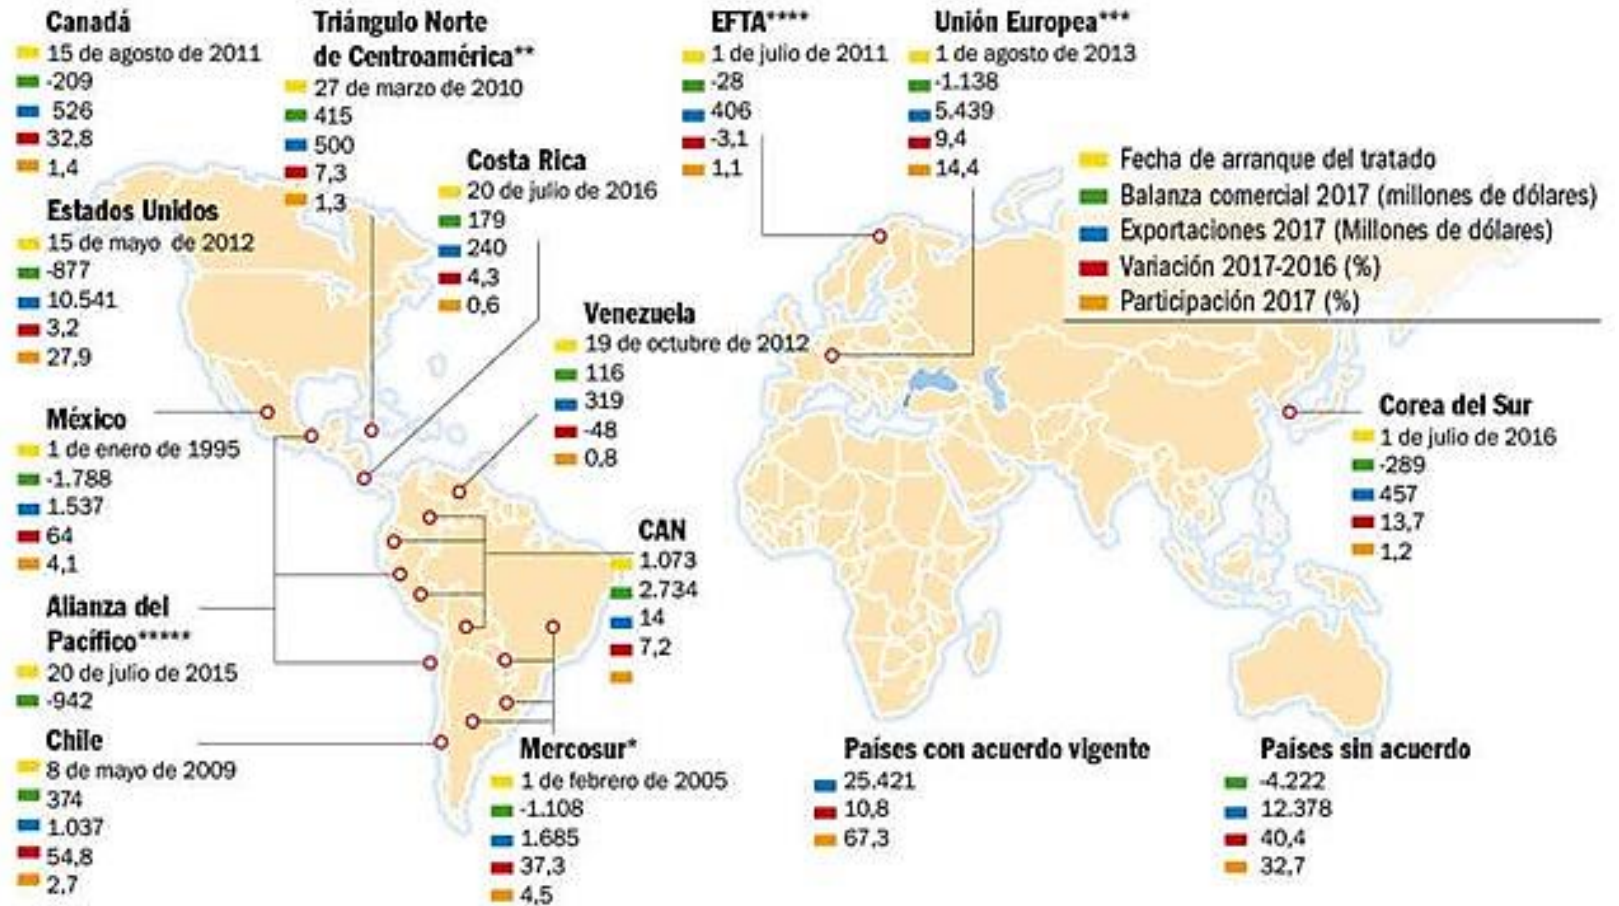 Canadá
15 de agosto de 2011
-209
526
32,8
1,4
Estados Unidos
15 de mayo de 2012
-877
10.541
3,2
27,9
México
1 de enero de 1995
-1.788
1.537
64
4,1
Alianza del
Pacífico*****
20 de julio de 2015
-942
Chile
8 de mayo de 2009
374
1.037
54,8
2,7
Triángulo Norte
de Centroamérica**
27 de marzo de 2010
415
500
7,3
1,3
Costa Rica
20 de julio de 2016
179
240
4,3
0,6
Venezuela
19 de octubre de 2012
116
319
-48
0,8
CAN
1.073
2.734
14
7,2
Mercosur*
1 de febrero de 2005
-1.108
1.685
37,3
4,5
EFTA****
1 de julio de 2011
-28
406
-3,1
1,1
Unión Europea***
1 de agosto de 2013
-1.138
5.439
9,4
14,4
Fecha de arranque del tratado
Balanza comercial 2017 (millones de dólares)
Exportaciones 2017 (Millones de dólares)
Variación 2017-2016 (%)
Participación 2017 (%)
Corea del Sur
1 de julio de 2016
-289
457
13,7
1,2
Países con acuerdo vigente
25.421
10,8
67,3
Países sin acuerdo
-4.222
12.378
40,4
32,7